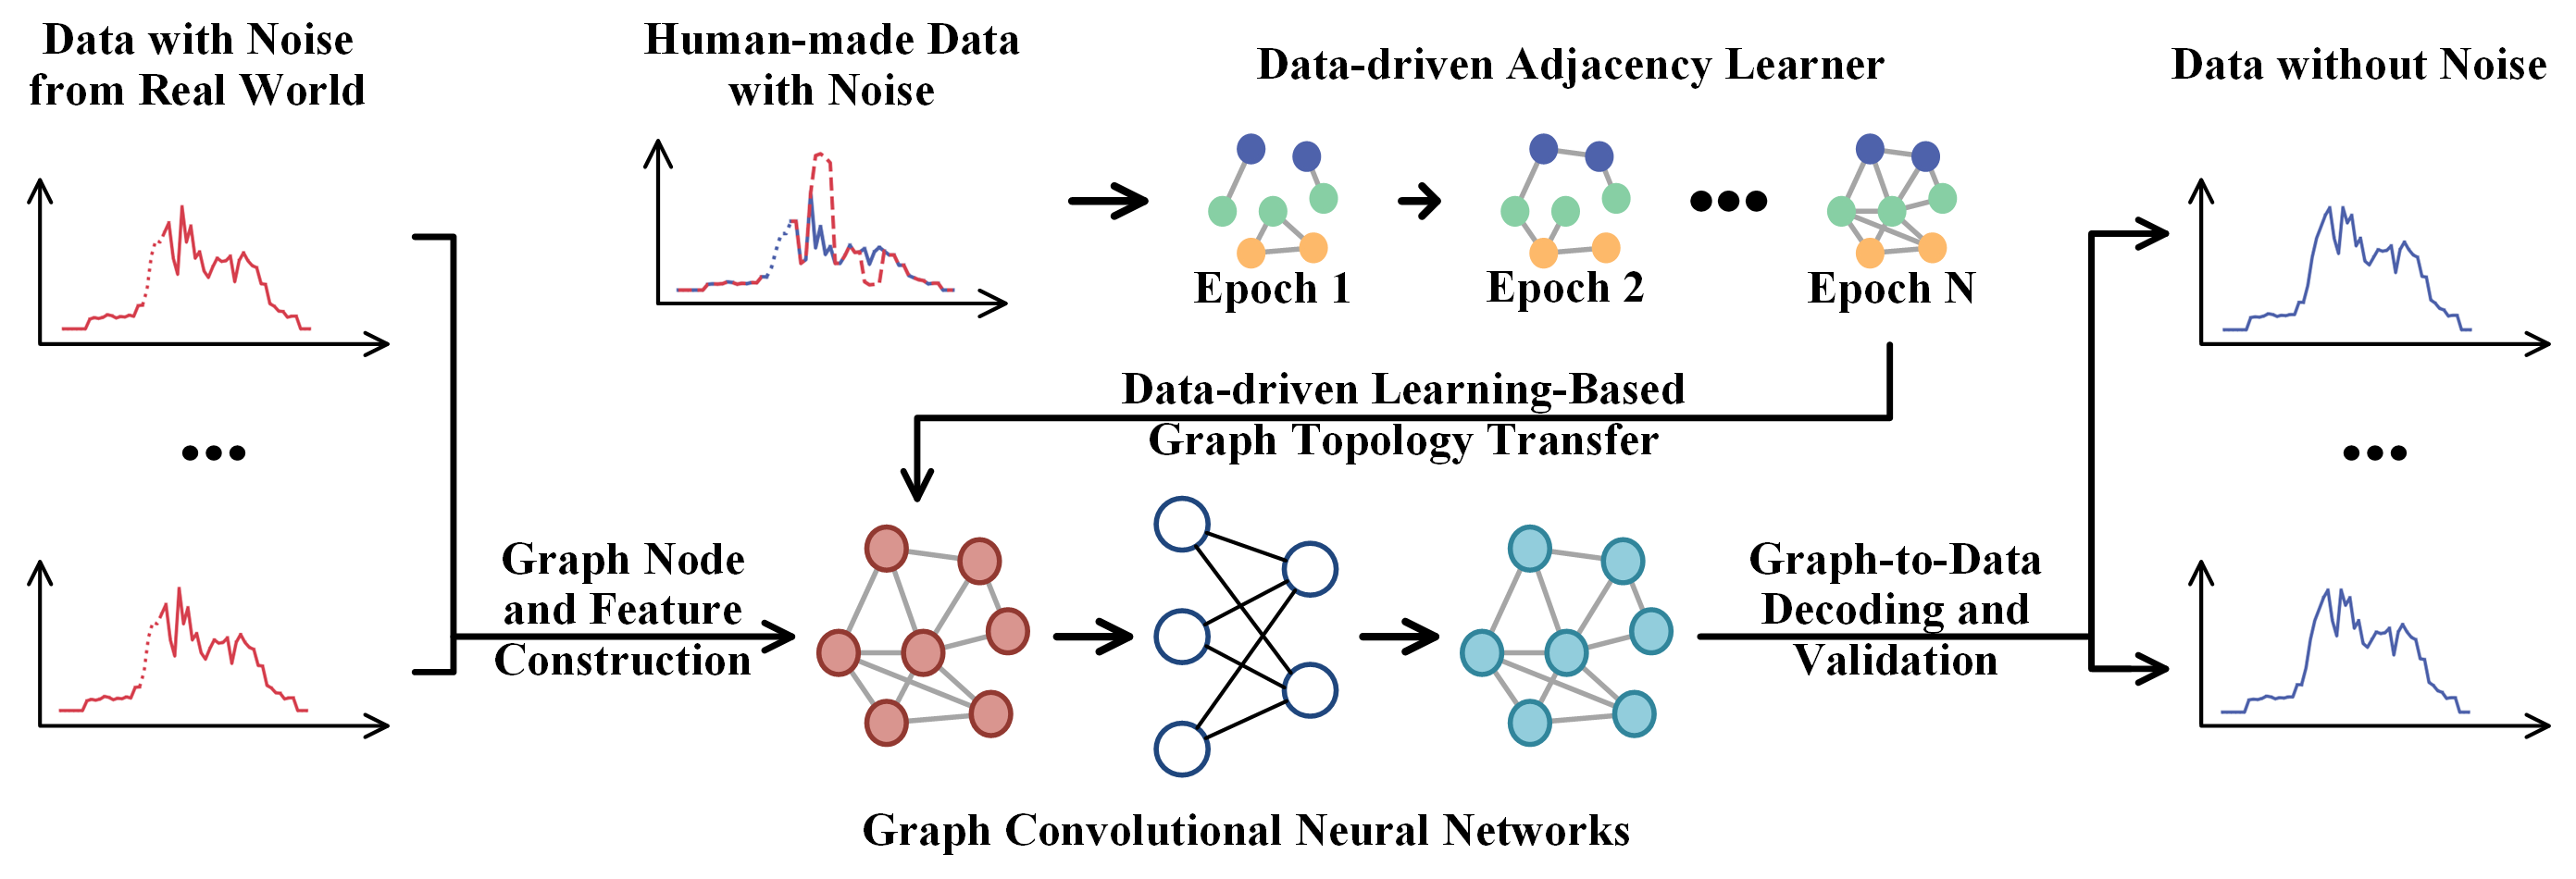 Data with Noise
from Real World
Human-made Data
with Noise
Data-driven Adjacency Learner
Data without Noise
Epoch 1
Epoch 2
Epoch N
Data-driven Learning-Based
Graph Topology Transfer
Graph Node
and Feature
Construction
Graph-to-Data
Decoding and
Validation
Graph Convolutional Neural Networks